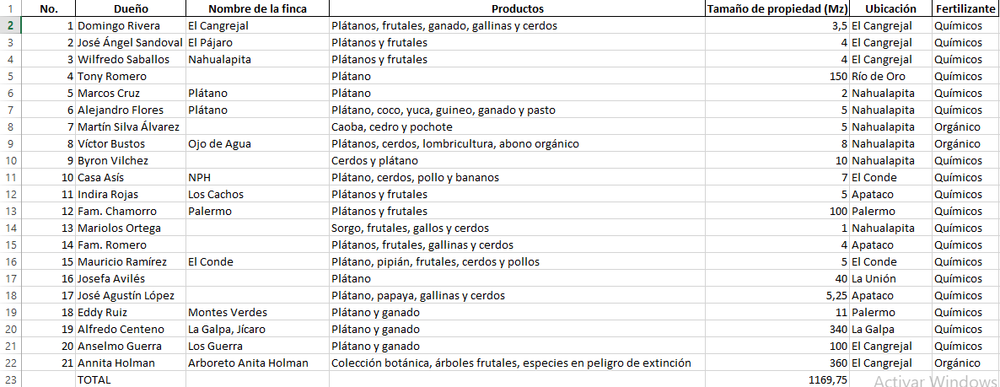 1 No. Dueño Nombre de la finca Productos Tamaño de propiedad (Mz) Ubicación Fertilizante
2 1 Domingo Rivera El Cangrejal Plátanos, frutales, ganado, gallinas y cerdos 3,5 El Cangrejal Químicos
3 2 José Ángel Sandoval El Pájaro Plátanos y frutales 4 El Cangrejal Químicos
4 3 Wilfredo Saballos Nahualapita Plátanos y frutales 4 El Cangrejal Químicos
5 4 Tony Romero Plátano 150 Río de Oro Químicos
6 5 Marcos Cruz Plátano Plátano 2 Nahualapita Químicos
7 6 Alejandro Flores Plátano Plátano, coco, yuca, guineo, ganado y pasto 5 Nahualapita Químicos
8 7 Martín Silva Álvarez Caoba, cedro y pochote 5 Nahualapita Orgánico
9 8 Víctor Bustos Ojo de Agua Plátanos, cerdos, lombricultura, abono orgánico 8 Nahualapita Orgánico
10 9 Byron Vilchez Cerdos y plátano 10 Nahualapita Químicos
11 10 Casa Asís NPH Plátano, cerdos, pollo y bananos 7 El Conde Químicos
12 11 Indira Rojas Los Cachos Plátanos y frutales 5 Apataco Químicos
13 12 Fam. Chamorro Palermo Plátanos y frutales 100 Palermo Químicos
14 13 Mariolos Ortega Sorgo, frutales, gallos y cerdos 1 Nahualapita Químicos
15 14 Fam. Romero Plátanos, frutales, gallinas y cerdos 4 Apataco Químicos
16 15 Mauricio Ramírez El Conde Plátano, pipián, frutales, cerdos y pollos 5 El Conde Químicos
17 16 Josefa Avilés Plátano 40 La Unión Químicos
18 17 José Agustín López Plátano, papaya, gallinas y cerdos 5,25 Apataco Químicos
19 18 Eddy Ruiz Montes Verdes Plátano y ganado 11 Palermo Químicos
20 19 Alfredo Centeno La Galpa, Jícaro Plátano y ganado 340 La Galpa Químicos
21 20 Anselmo Guerra Los Guerra Plátano y ganado 100 El Cangrejal Químicos
22 21 Annita Holman Arboreto Anita Holman Colección botánica, árboles frutales, especies en peligro de extinción 360 El Cangrejal Orgánico
23 TOTAL 1169,75
Activar Windows